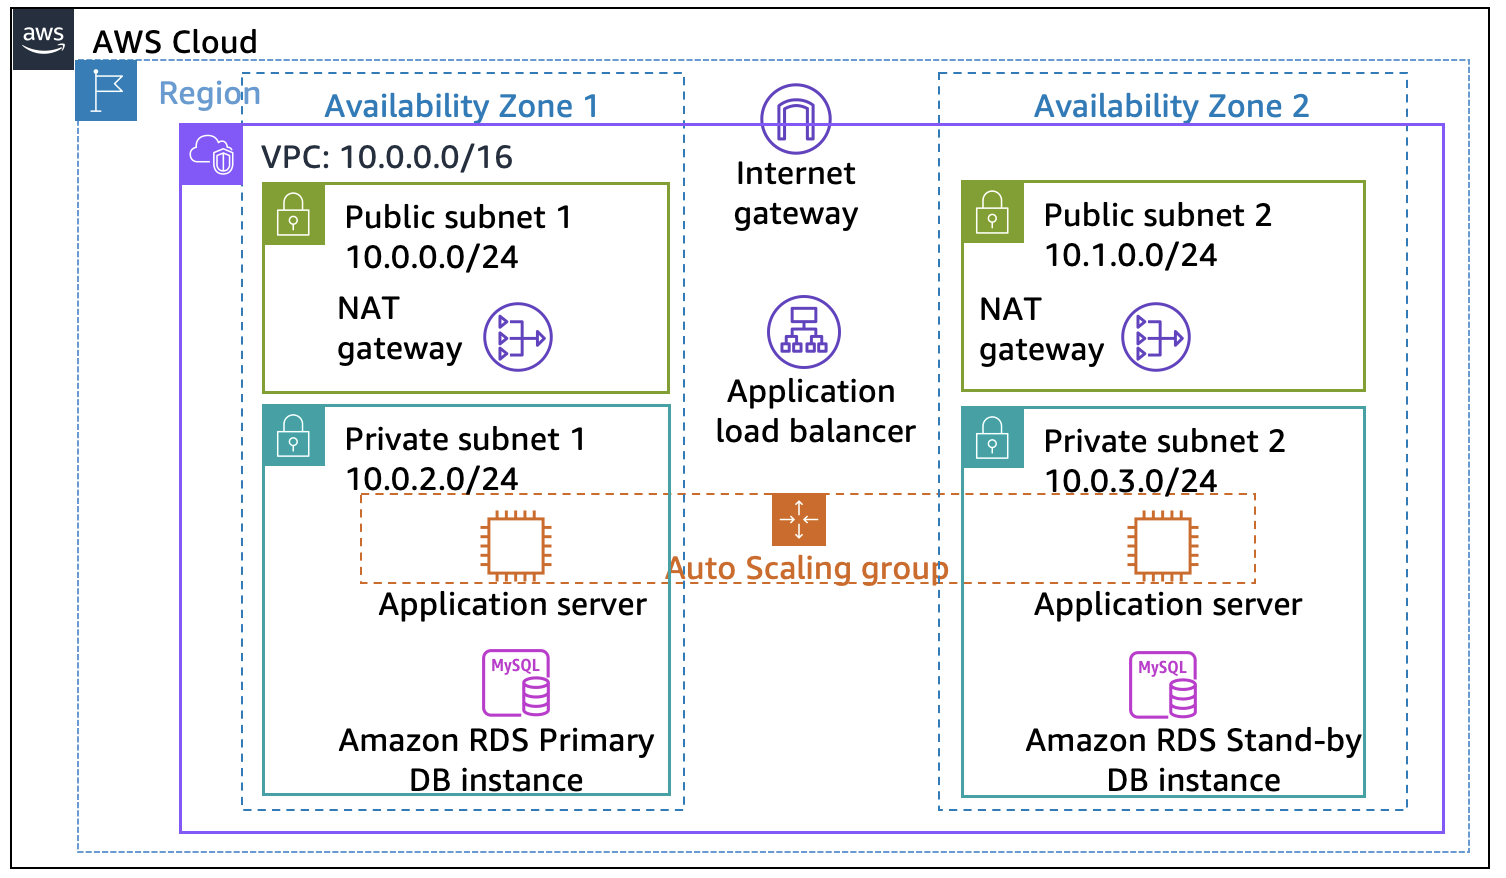 aws
AWS Cloud
Region
Availability Zone 1
Availability Zone 2
VPC: 10.0.0.0/16
Internet
gateway
Public subnet 1
10.0.0.0/24
NAT
gateway
Public subnet 2
10.1.0.0/24
NAT
gateway
Application
load balancer
Private subnet 1
10.0.2.0/24
Private subnet 2
10.0.3.0/24
Auto Scaling group
Application server
Application server
MySQL
Amazon RDS Primary
DB instance
MySQL
Amazon RDS Stand-by
DB instance